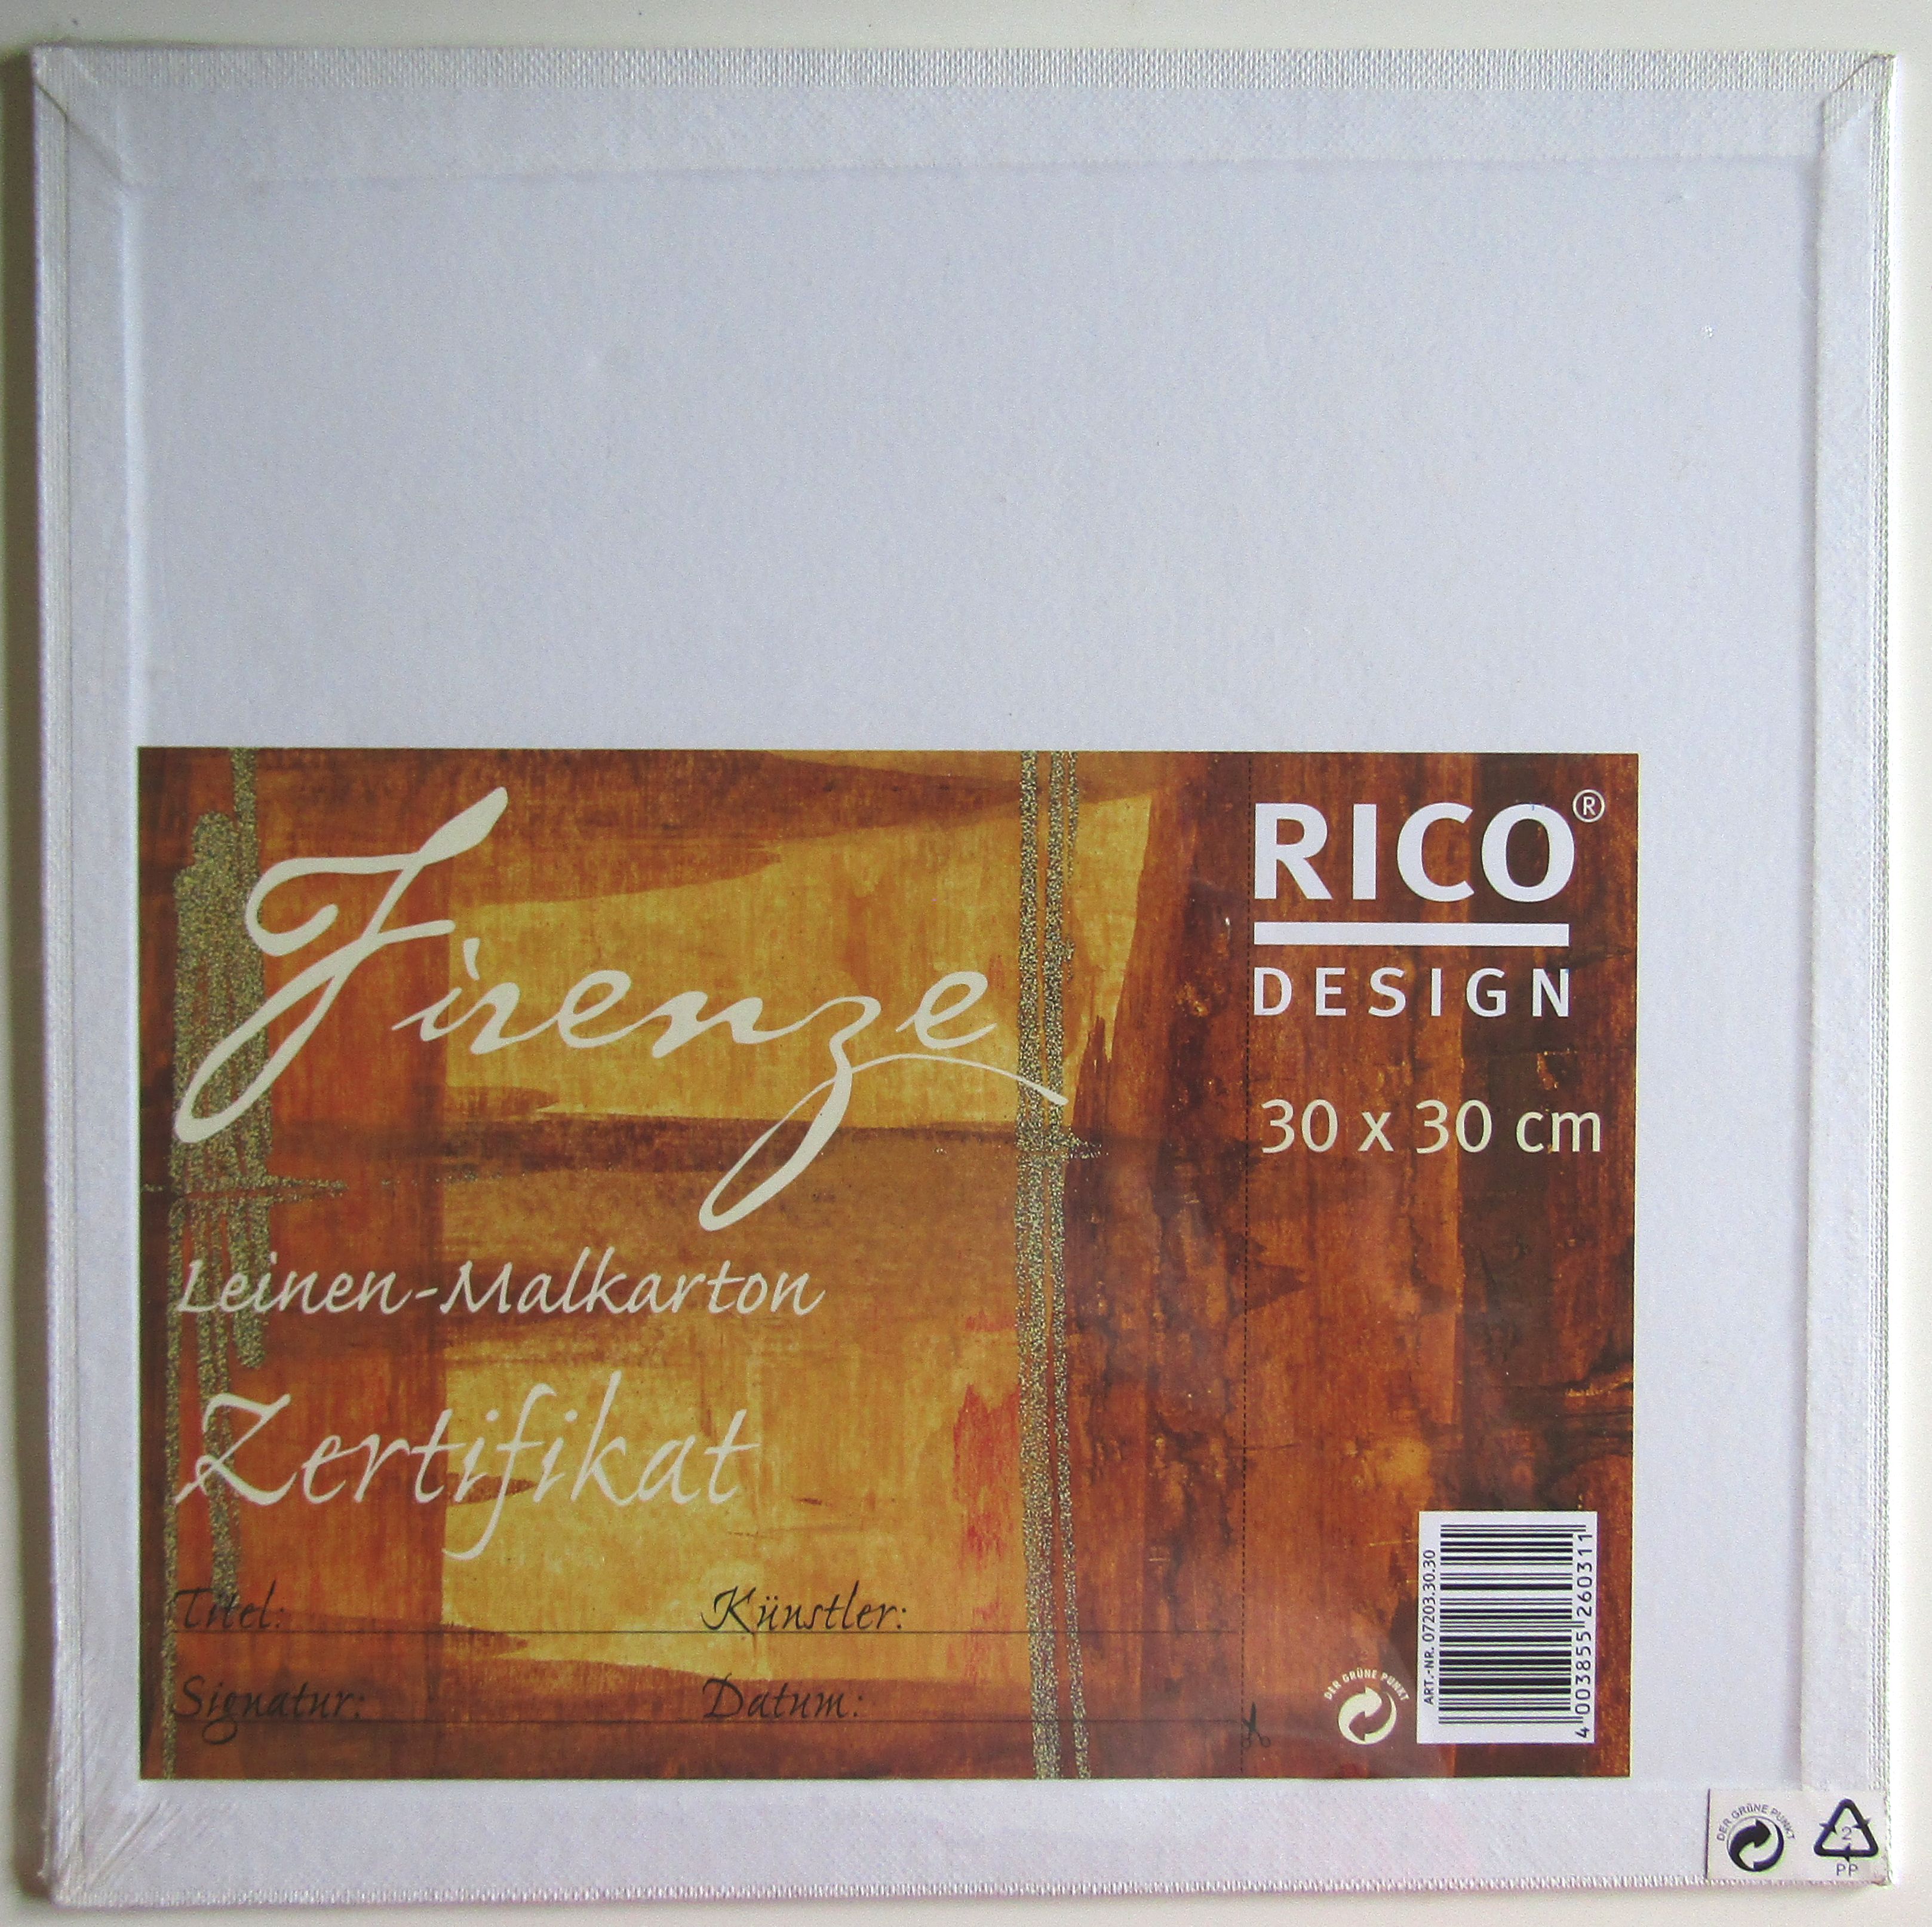 Firenze
Leinen-Malkarton
Zertifikat
Titel:
Künstler:
Signatur:
Datum:
RICO®
DESIGN
30 x 30 cm
DER GRÜNE PUNKT
ART.-NR. 07203.30.30
4 003855 260311
DER GRÜNE PUNKT
2
PP